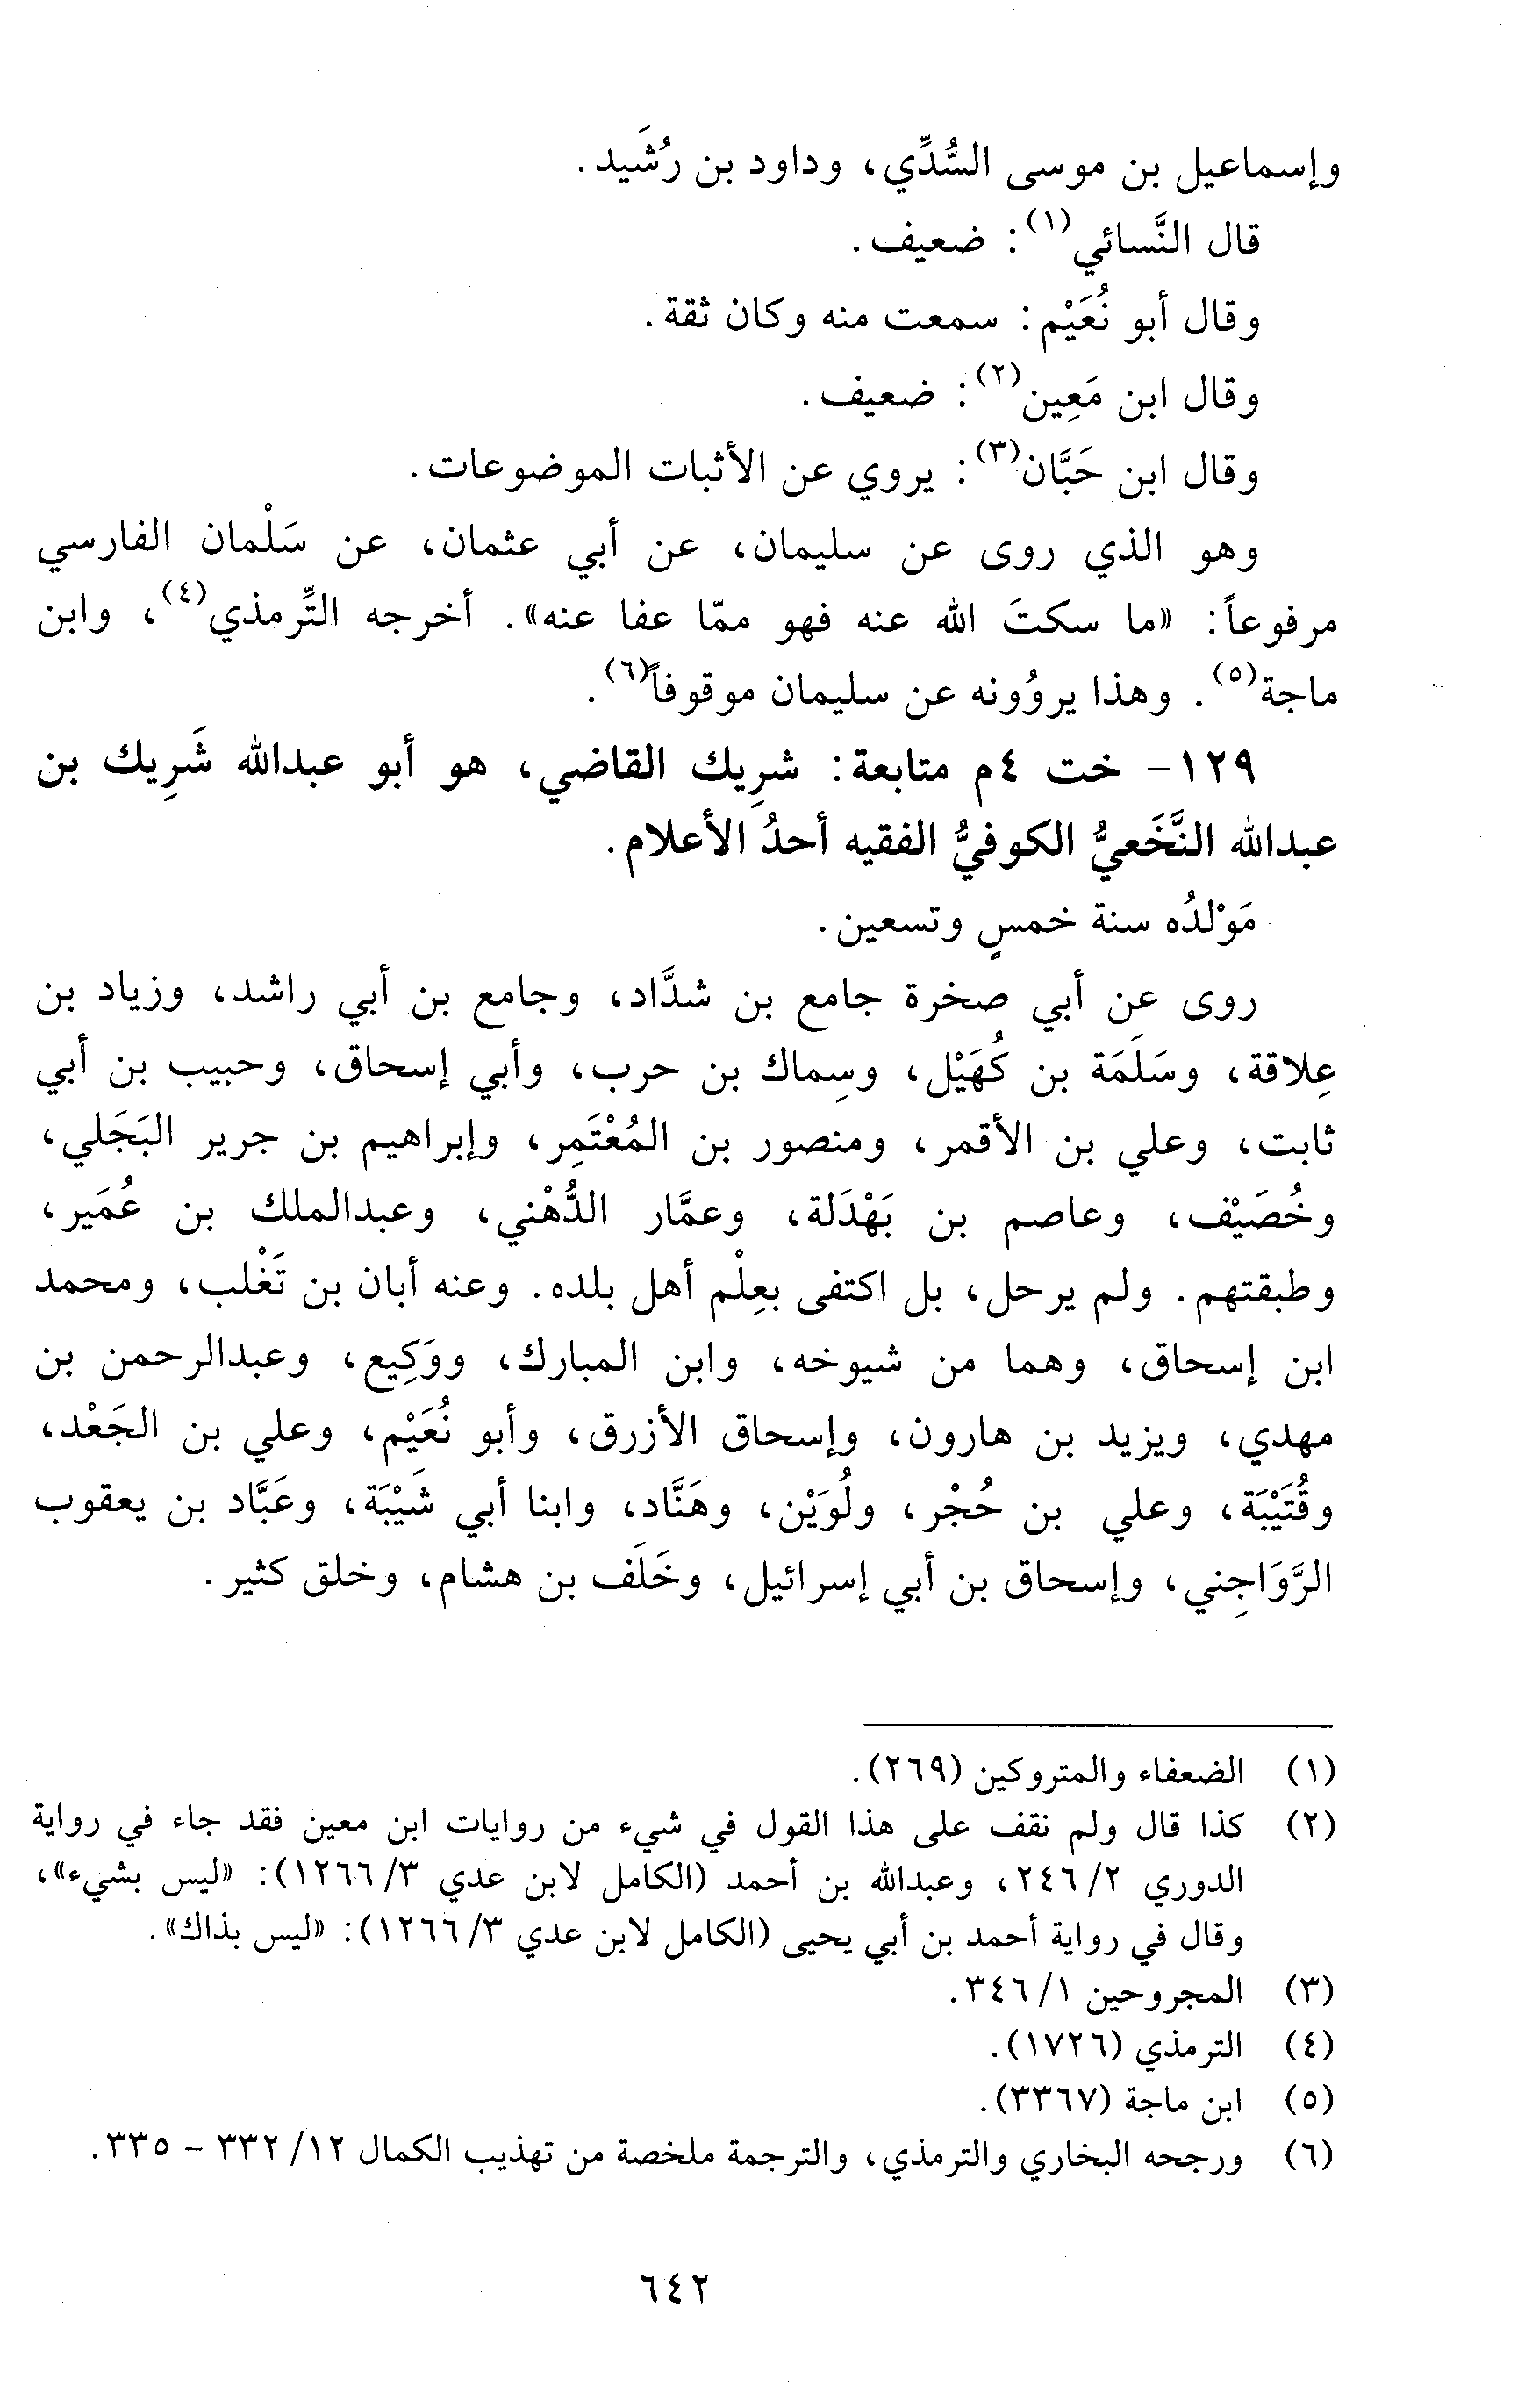 وإسماعيل بن موسى السُّدِّي، وداود بن رُشَيد.
قال النَّسائي(١): ضعيف.
وقال أبو نُعَيْم: سمعت منه وكان ثقة.
وقال ابن مَعِين(٢): ضعيف.
وقال ابن حَبَّان(٣): يروي عن الأثبات الموضوعات.
وهو الذي روى عن سليمان، عن أبي عثمان، عن سَلْمان الفارسي
مرفوعاً: «ما سكتَ الله عنه فهو ممّا عفا عنه». أخرجه التِّرمذي(٤)، وابن
ماجة(٥). وهذا يروُونه عن سليمان موقوفاً(٦).
١٢٩- خت ٤م متابعة: شرِيك القاضي، هو أبو عبدالله شَرِيك بن
عبدالله النَّخَعيُّ الكوفيُّ الفقيه أحدُ الأعلام.
مَوْلدُه سنة خمسٍ وتسعين.
روى عن أبي صخرة جامع بن شدَّاد، وجامع بن أبي راشد، وزياد بن
عِلاقة، وسَلَمَة بن كُهَيْل، وسِماك بن حرب، وأبي إسحاق، وحبيب بن أبي
ثابت، وعلي بن الأقمر، ومنصور بن المُعْتَمِر، وإبراهيم بن جرير البَجَلي،
وخُصَيْف، وعاصم بن بَهْدَلة، وعمَّار الدُّهْني، وعبدالملك بن عُمَير،
وطبقتهم. ولم يرحل، بل اكتفى بعِلْم أهل بلده. وعنه أبان بن تَغْلب، ومحمد
ابن إسحاق، وهما من شيوخه، وابن المبارك، ووَكِيع، وعبدالرحمن بن
مهدي، ويزيد بن هارون، وإسحاق الأزرق، وأبو نُعَيْم، وعلي بن الجَعْد،
وقُتَيْبَة، وعلي بن حُجْر، ولُوَيْن، وهَنَّاد، وابنا أبي شَيْبَة، وعَبَّاد بن يعقوب
الرَّوَاجِني، وإسحاق بن أبي إسرائيل، وخَلَف بن هشام، وخلق كثير.
(١) الضعفاء والمتروكين (٢٦٩).
(٢) كذا قال ولم نقف على هذا القول في شيء من روايات ابن معين فقد جاء في رواية
الدوري ٢/ ٢٤٦، وعبدالله بن أحمد (الكامل لابن عدي ٣/ ١٢٦٦): «ليس بشيء»،
وقال في رواية أحمد بن أبي يحيى (الكامل لابن عدي ٣/ ١٢٦٦): «ليس بذاك».
(٣) المجروحين ١/ ٣٤٦.
(٤) الترمذي (١٧٢٦).
(٥) ابن ماجة (٣٣٦٧).
(٦) ورجحه البخاري والترمذي، والترجمة ملخصة من تهذيب الكمال ١٢/ ٣٣٢ - ٣٣٥.
٦٤٢